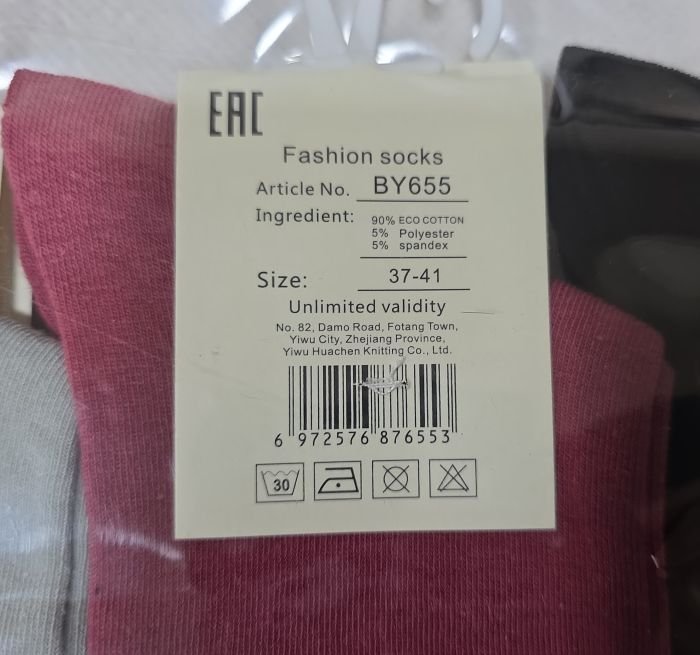 EAC
Fashion socks
Article No. BY655
Ingredient: 90% ECO COTTON
5% Polyester
5% spandex
Size: 37-41
Unlimited validity
No. 82, Damo Road, Fotang Town,
Yiwu City, Zhejiang Province,
Yiwu Huachen Knitting Co., Ltd.
6 972576 876553
30